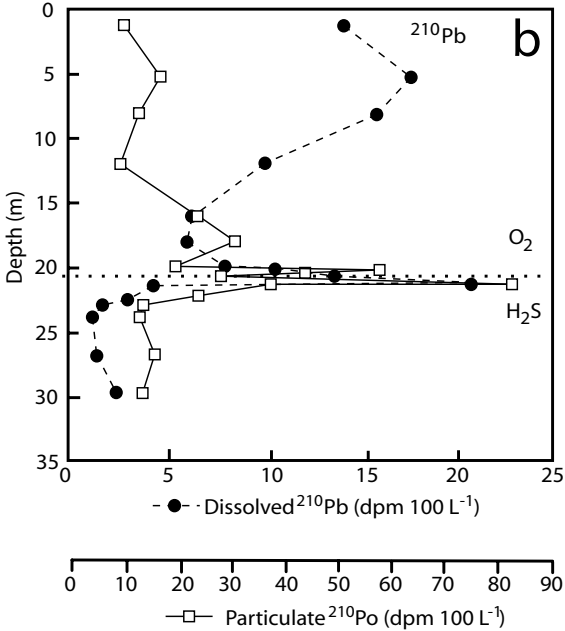 0
5
10
15
20
25
30
35
Depth (m)
210Pb
b
O2
H2S
0 5 10 15 20 25
Dissolved 210Pb (dpm 100 L-1)
0 10 20 30 40 50 60 70 80 90
Particulate 210Po (dpm 100 L-1)